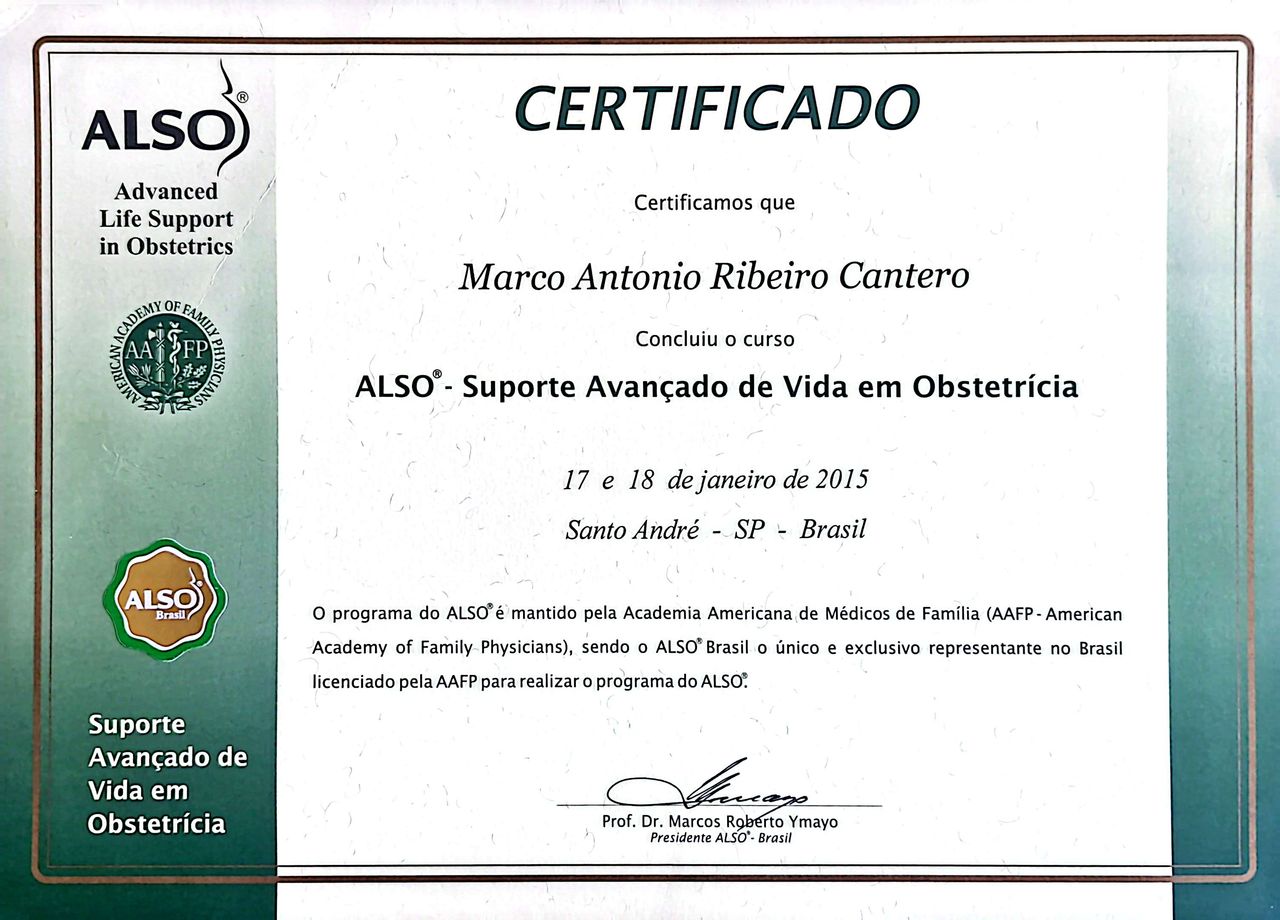 ALSO®
Advanced
Life Support
in Obstetrics
AMERICAN ACADEMY OF FAMILY PHYSICIANS
AA FP
ALSO®
Brasil
Suporte
Avançado de
Vida em
Obstetrícia
CERTIFICADO
Certificamos que
Marco Antonio Ribeiro Cantero
Concluiu o curso
ALSO® - Suporte Avançado de Vida em Obstetrícia
17 e 18 de janeiro de 2015
Santo André - SP - Brasil
O programa do ALSO® é mantido pela Academia Americana de Médicos de Família (AAFP - American
Academy of Family Physicians), sendo o ALSO® Brasil o único e exclusivo representante no Brasil
licenciado pela AAFP para realizar o programa do ALSO®.
Prof. Dr. Marcos Roberto Ymayo
Presidente ALSO® - Brasil